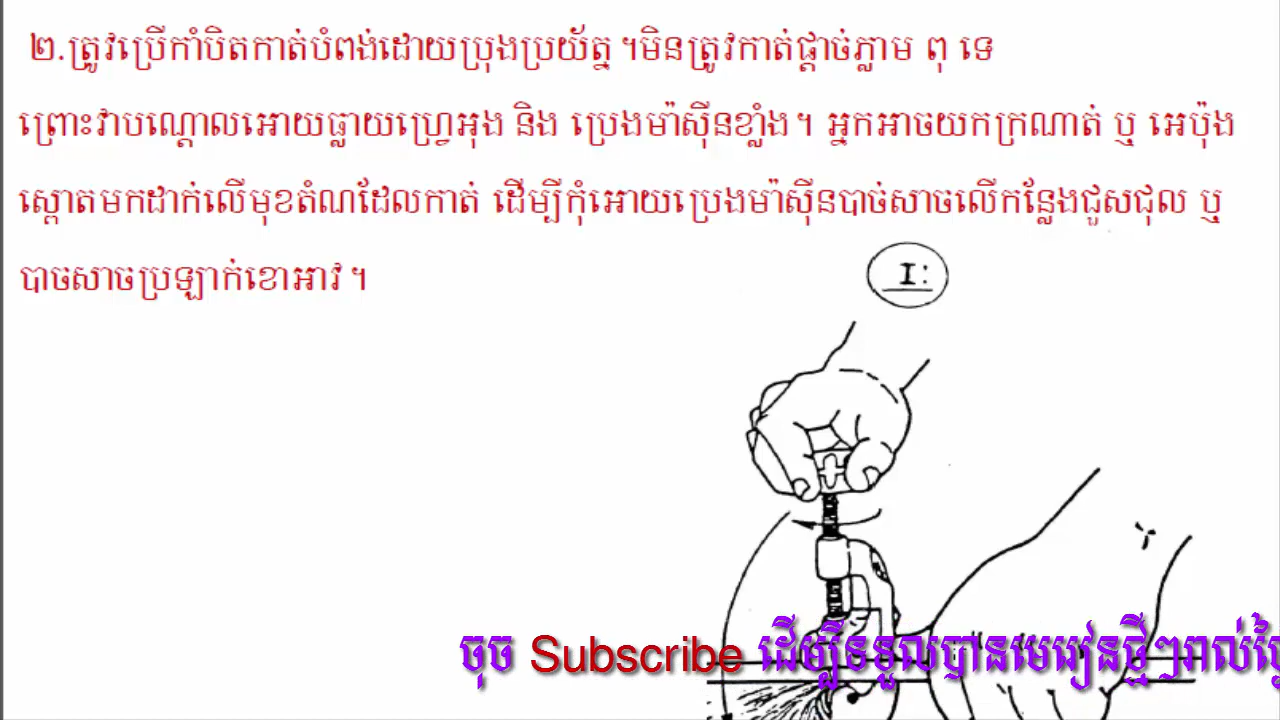 ២.ត្រូវប្រើកាំបិតកាត់បំពង់ដោយប្រុងប្រយ័ត្ន ។មិនត្រូវកាត់ផ្តាច់ភ្លាម ពុ ទេ
ព្រោះវាបណ្តោលអោយធ្លាយហ្វ្រេអុង និង ប្រេងម៉ាស៊ីនខ្លាំង។ អ្នកអាចយកក្រណាត់ ឬ អេប៉ុង
ស្ពោតមកដាក់លើមុខតំណដែលកាត់ ដើម្បីកុំអោយប្រេងម៉ាស៊ីនបាច់សាចលើកន្លែងជួសជុល ឬ
បាចសាចប្រឡាក់ខោអាវ ។
I:
ចុច Subscribe ដើម្បីទទួលបានមេរៀនថ្មីៗរាល់ថ្ងៃ